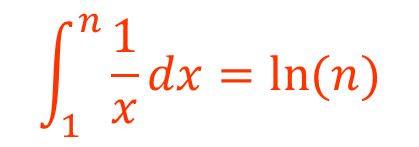 ∫₁ⁿ 1/x dx = ln(n)